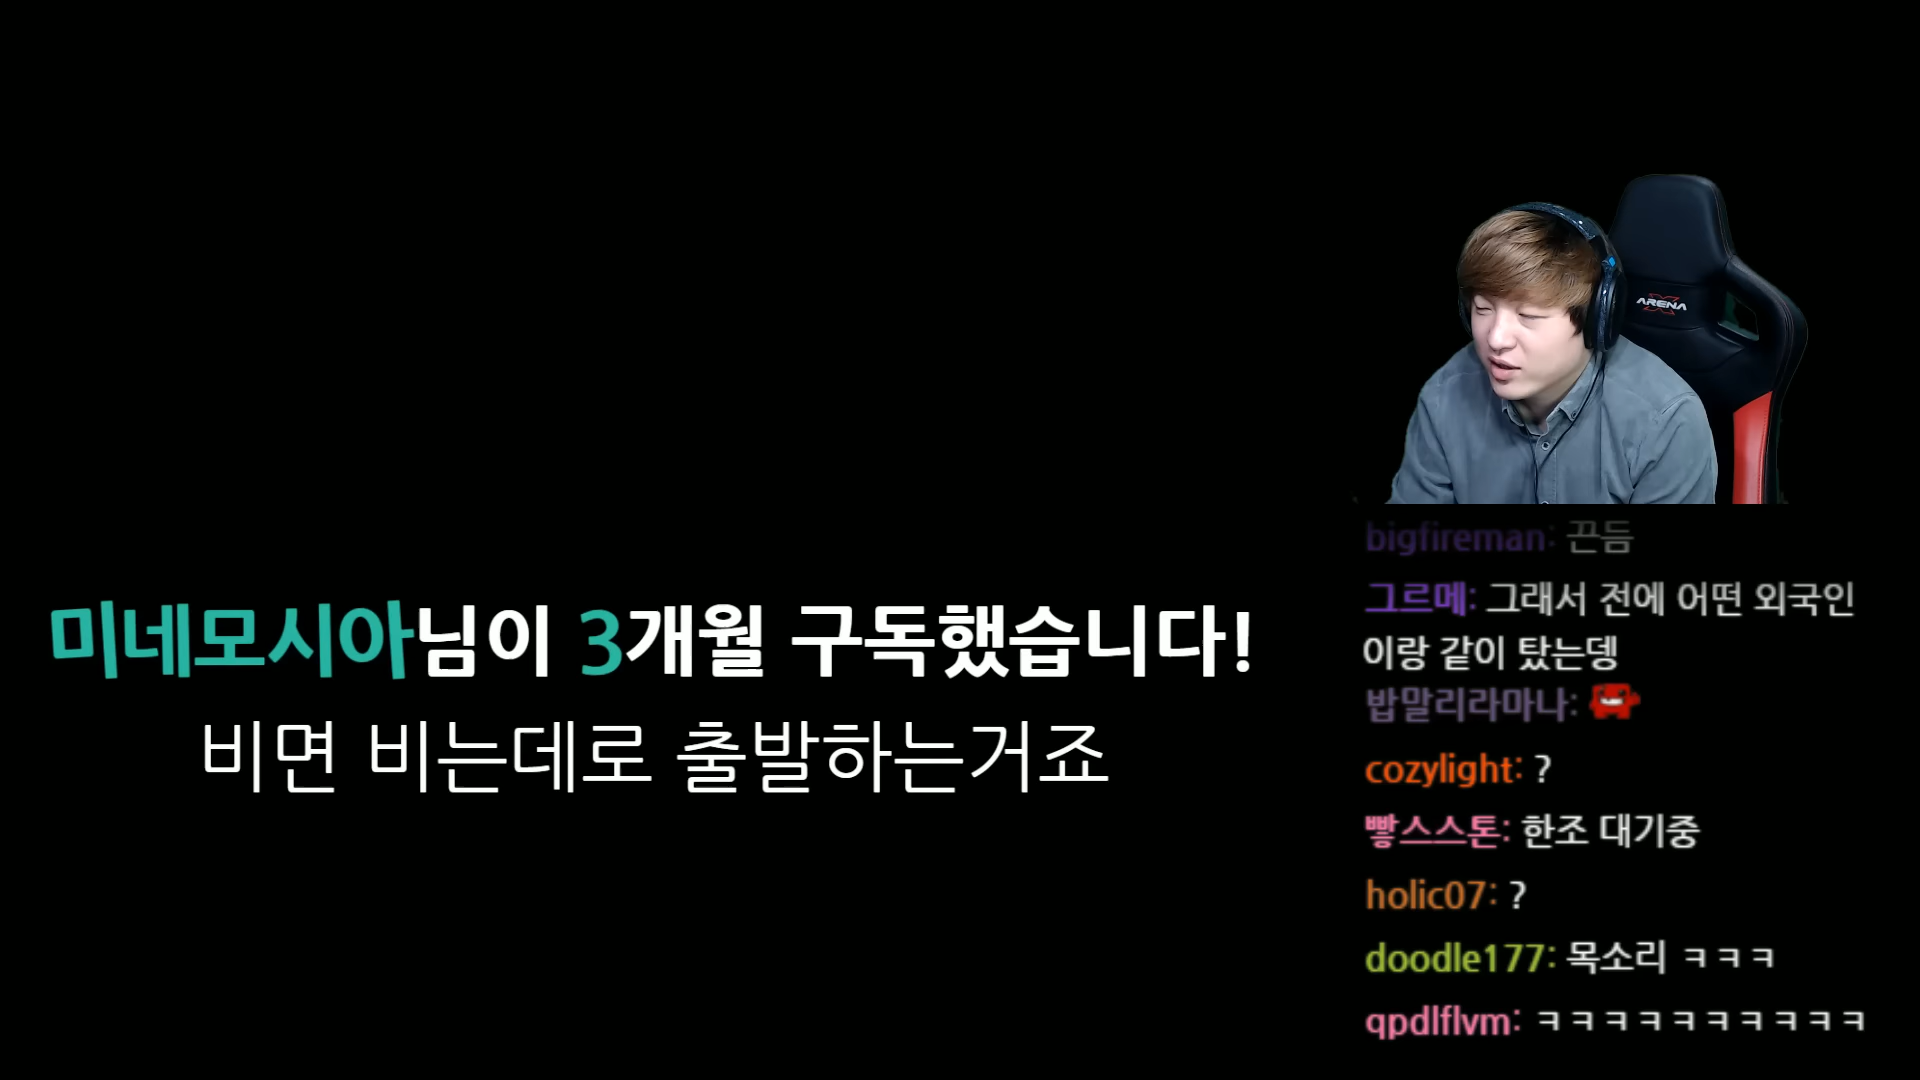 ARENA
미네모시아님이 3개월 구독했습니다!
비면 비는데로 출발하는거죠
bigfireman: 끈듬
그르메: 그래서 전에 어떤 외국인
이랑 같이 탔는뎅
밥말리라마나:
cozylight: ?
빻스스톤: 한조 대기중
holic07: ?
doodle177: 목소리 ㅋㅋㅋ
qpdlflvm: ㅋㅋㅋㅋㅋㅋㅋㅋㅋㅋ